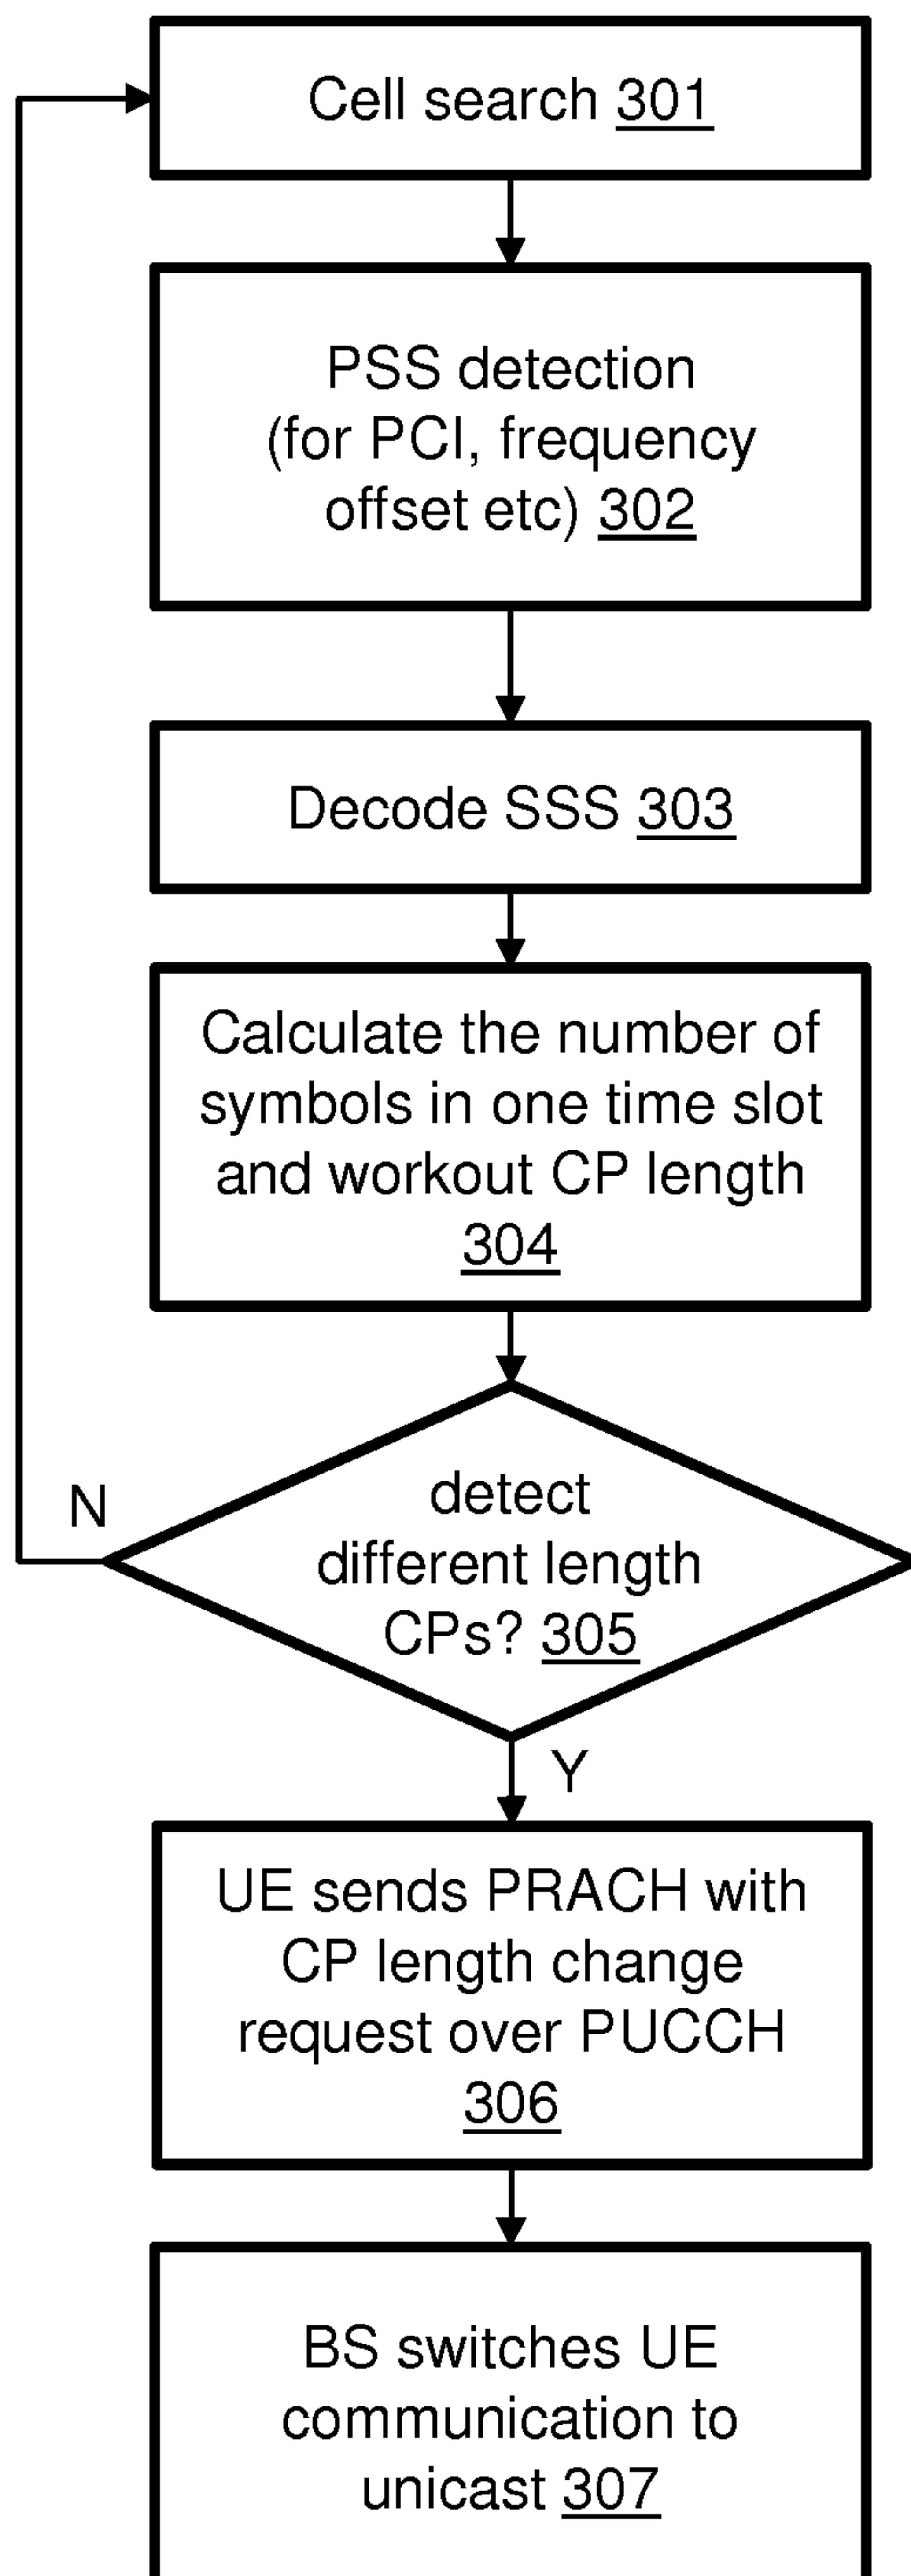 Cell search 301
PSS detection
(for PCI, frequency
offset etc) 302
Decode SSS 303
Calculate the number of
symbols in one time slot
and workout CP length
304
detect
different length
CPs? 305
N
Y
UE sends PRACH with
CP length change
request over PUCCH
306
BS switches UE
communication to
unicast 307